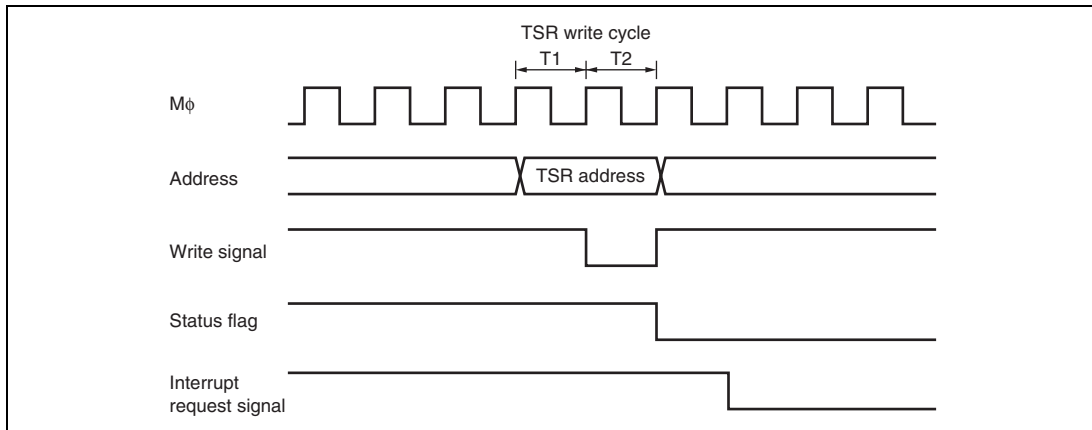 TSR write cycle
T1 T2
Mϕ
Address
TSR address
Write signal
Status flag
Interrupt
request signal